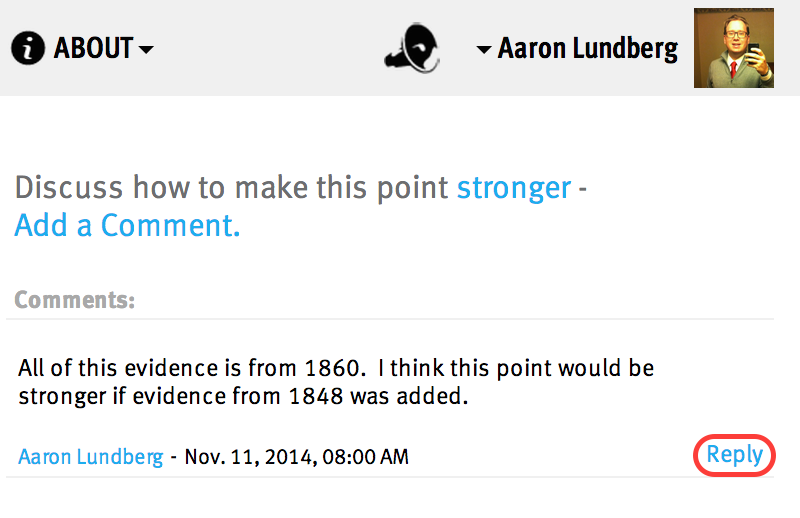 i ABOUT
Aaron Lundberg
Discuss how to make this point stronger -
Add a Comment.
Comments:
All of this evidence is from 1860.  I think this point would be
stronger if evidence from 1848 was added.
Aaron Lundberg - Nov. 11, 2014, 08:00 AM
Reply